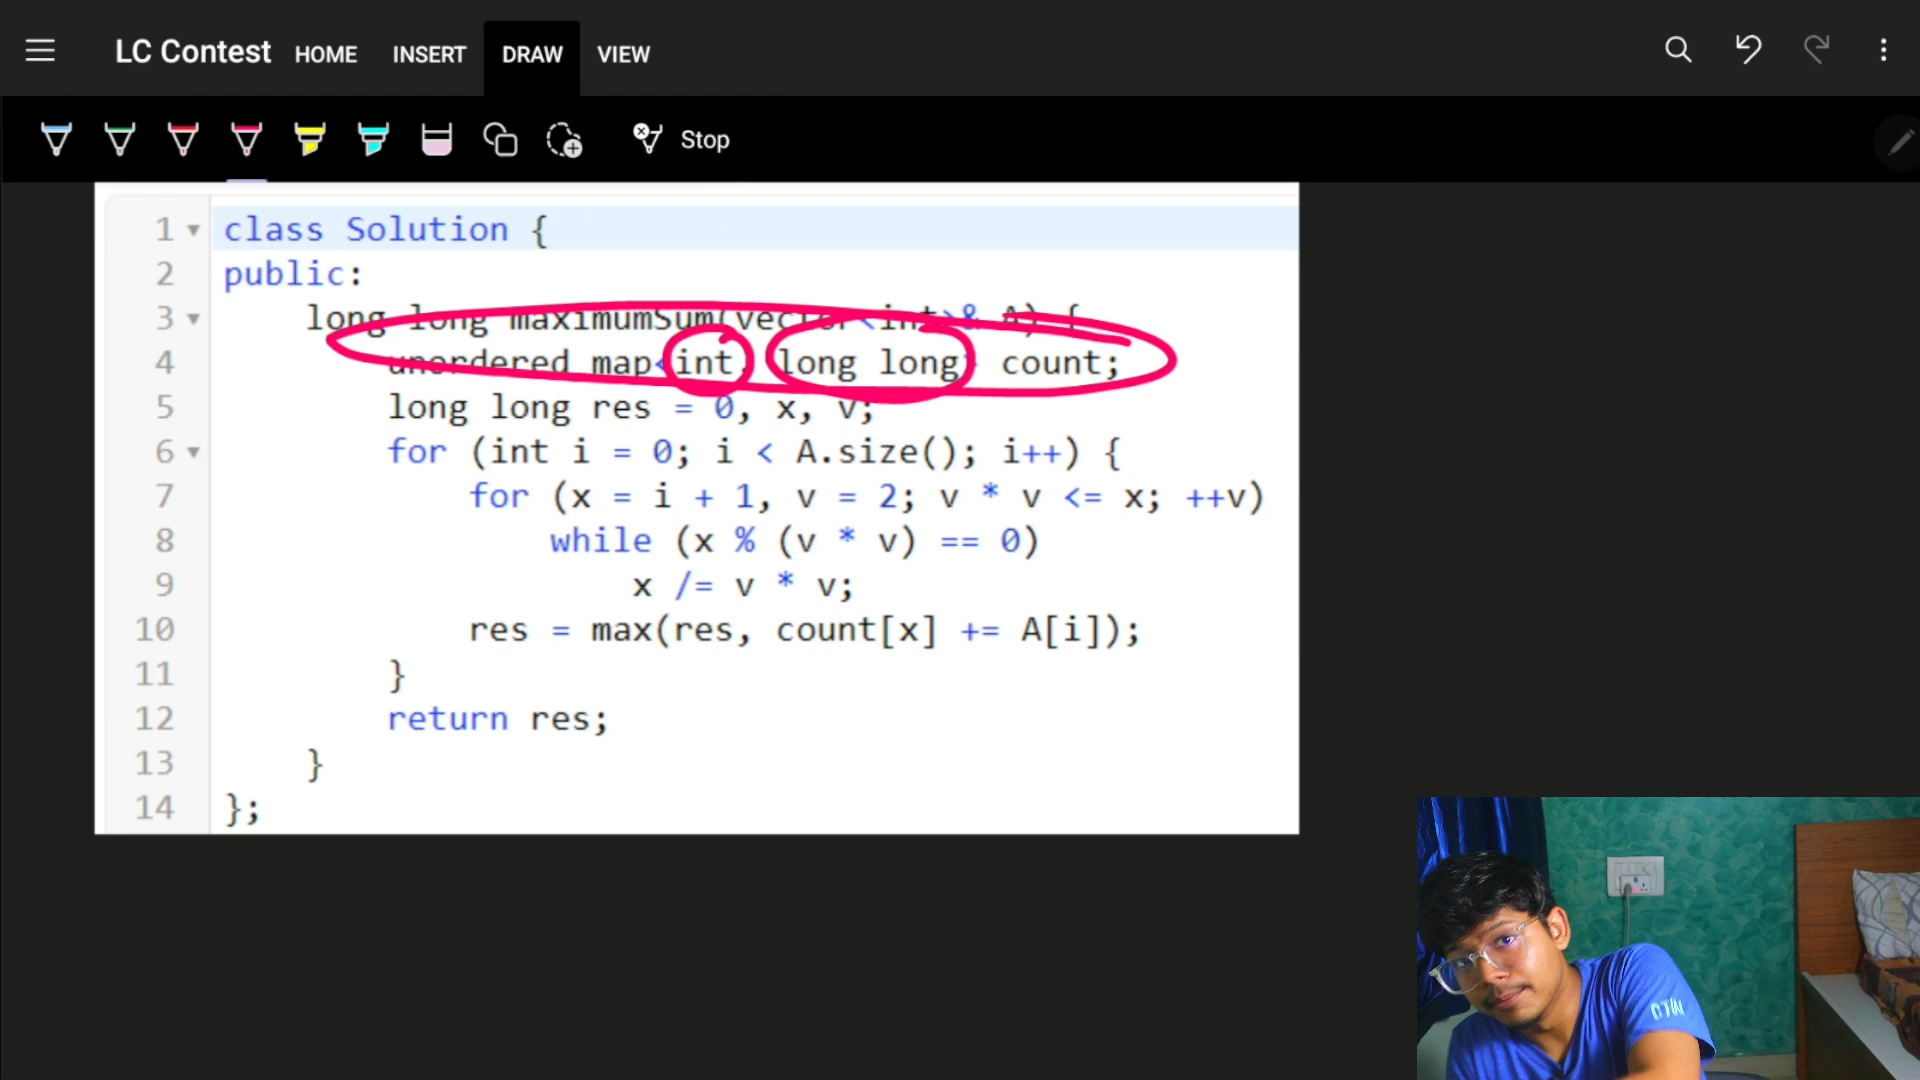 LC Contest HOME INSERT DRAW VIEW
Stop
1 class Solution {
2 public:
3 long long maximumSum(vector<int>& A) {
4 unordered_map<int, long long> count;
5 long long res = 0, x, v;
6 for (int i = 0; i < A.size(); i++) {
7 for (x = i + 1, v = 2; v * v <= x; ++v)
8 while (x % (v * v) == 0)
9 x /= v * v;
10 res = max(res, count[x] += A[i]);
11 }
12 return res;
13 }
14 };